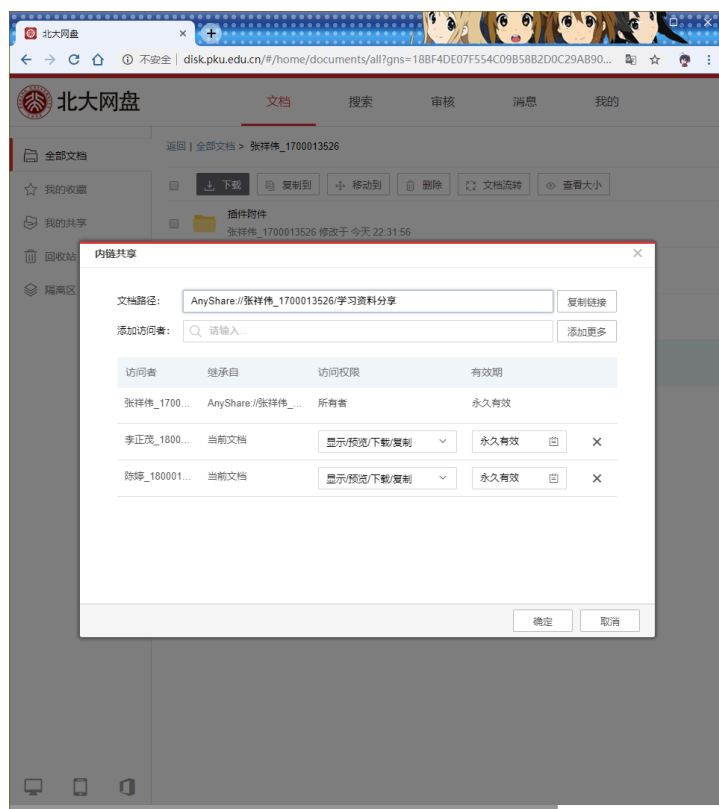 北大网盘
不安全 | disk.pku.edu.cn/#/home/documents/all?gns=18BF4DE07F554C09B58B2D0C29AB90...
北大网盘 文档 搜索 审核 消息 我的
全部文档
我的收藏
我的共享
回收站
隔离区
返回 | 全部文档 > 张祥伟_1700013526
下载 复制到 移动到 删除 文档流转 查看大小
插件附件
张祥伟_1700013526 修改于 今天 22:31:56
内链共享
文档路径: AnyShare://张祥伟_1700013526/学习资料分享 复制链接
添加访问者: 请输入... 添加更多
访问者 继承自 访问权限 有效期
张祥伟_1700... AnyShare://张祥伟_... 所有者 永久有效
李正茂_1800... 当前文档 显示/预览/下载/复制 永久有效
陈婷_180001... 当前文档 显示/预览/下载/复制 永久有效
确定 取消